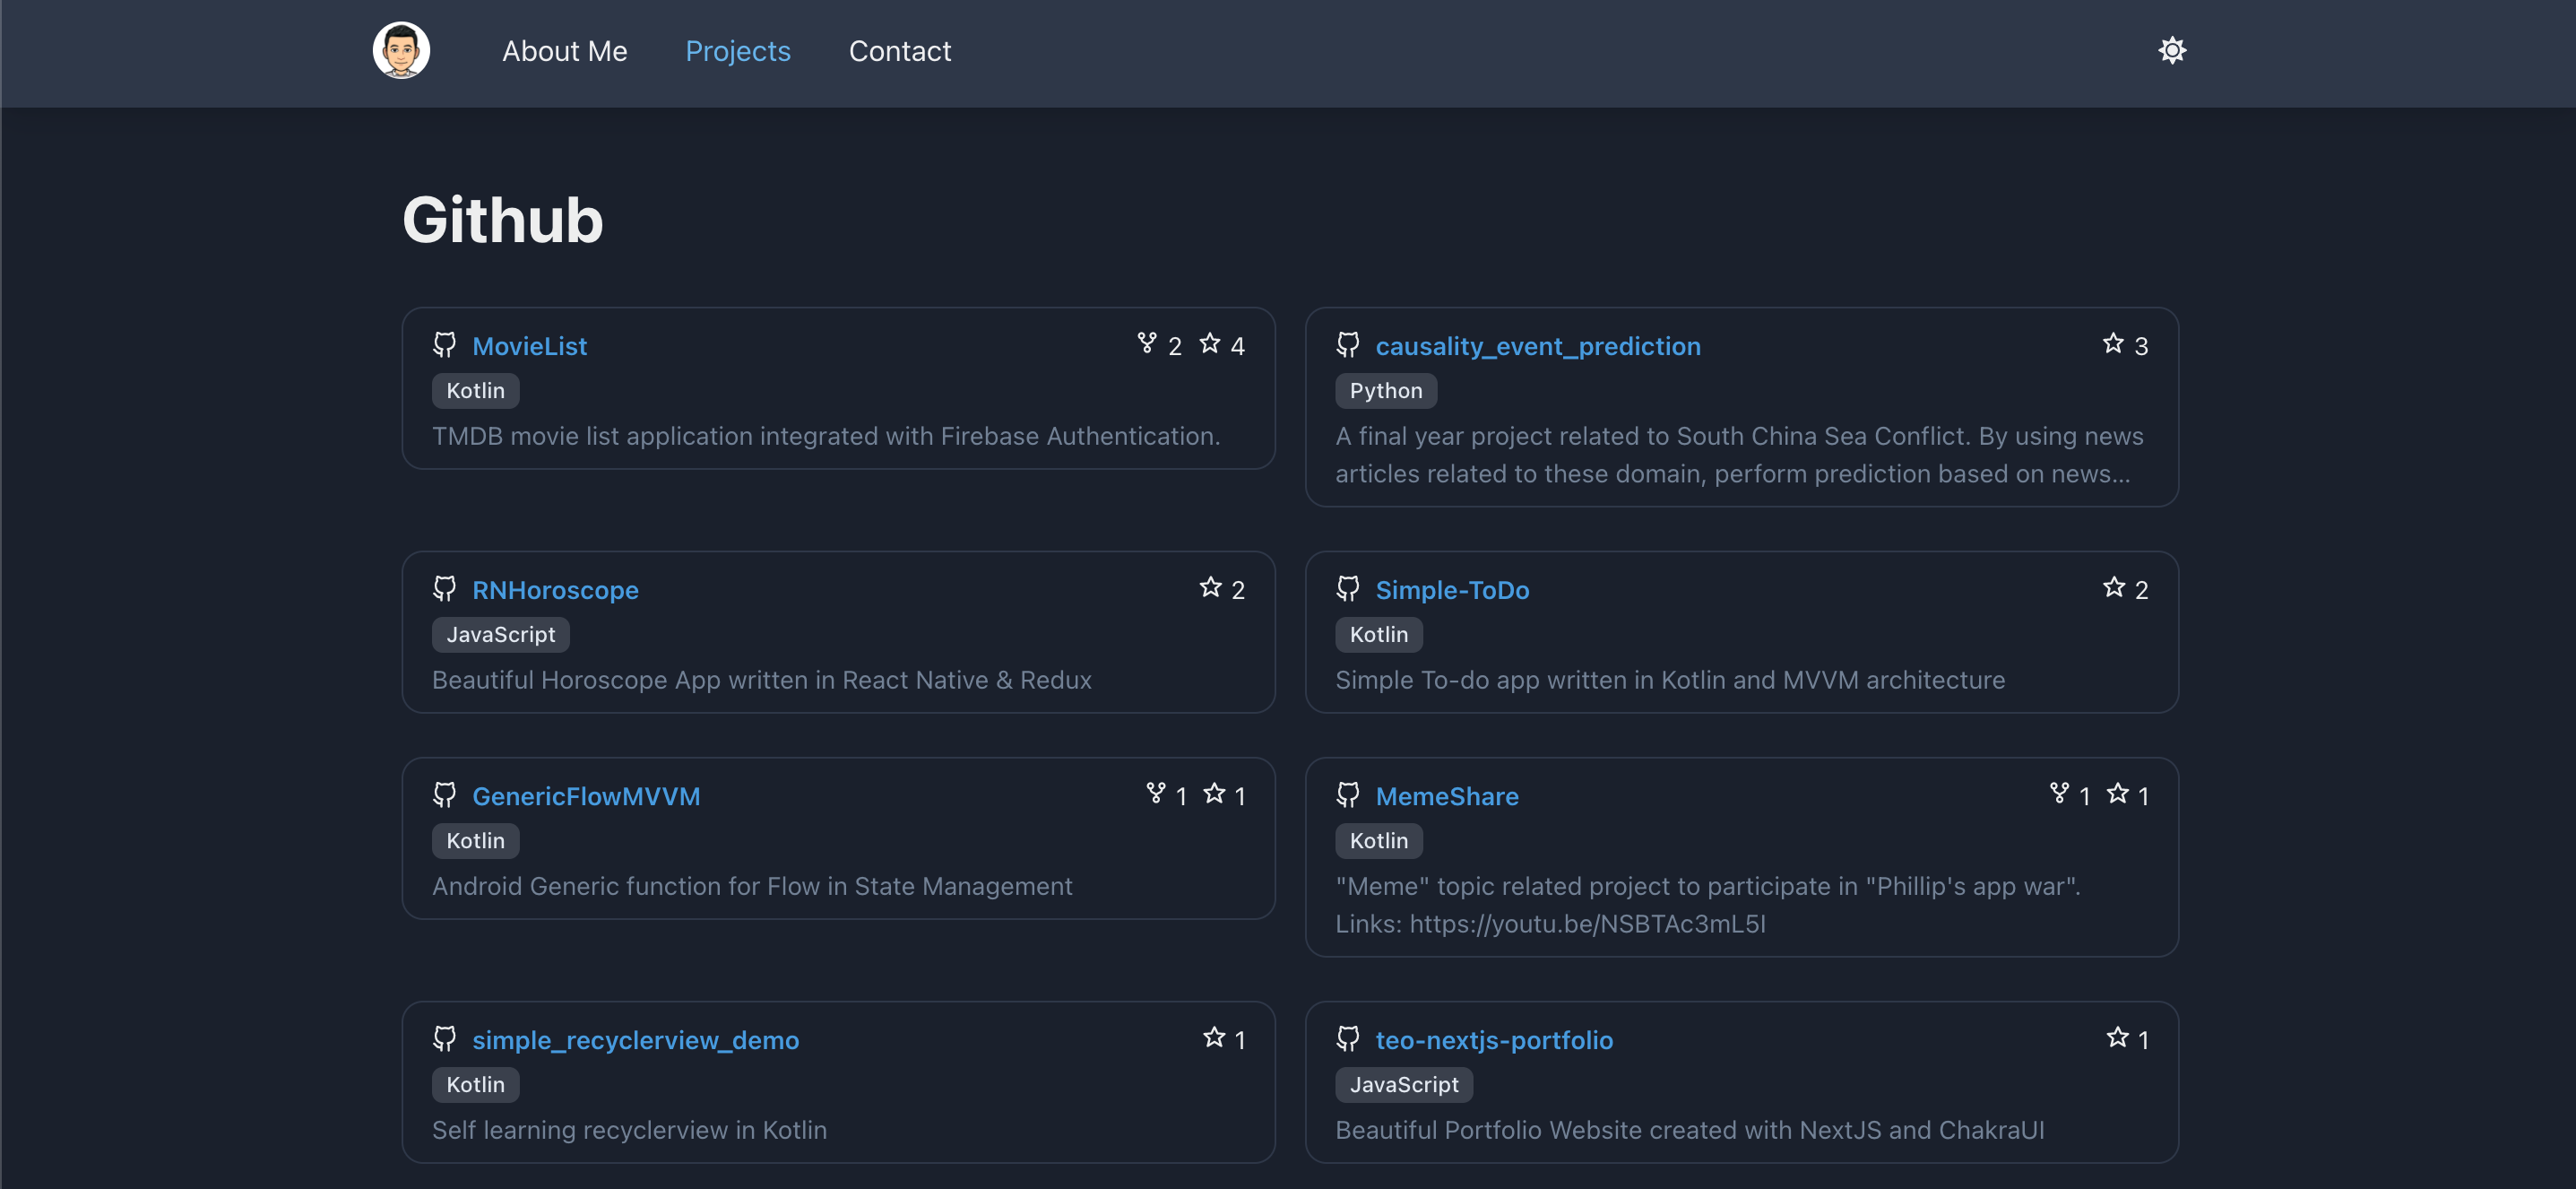 About Me Projects Contact
Github
MovieList 2 4
Kotlin
TMDB movie list application integrated with Firebase Authentication.
causality_event_prediction 3
Python
A final year project related to South China Sea Conflict. By using news
articles related to these domain, perform prediction based on news...
RNHoroscope 2
JavaScript
Beautiful Horoscope App written in React Native & Redux
Simple-ToDo 2
Kotlin
Simple To-do app written in Kotlin and MVVM architecture
GenericFlowMVVM 1 1
Kotlin
Android Generic function for Flow in State Management
MemeShare 1 1
Kotlin
"Meme" topic related project to participate in "Phillip's app war".
Links: https://youtu.be/NSBTAc3mL5I
simple_recyclerview_demo 1
Kotlin
Self learning recyclerview in Kotlin
teo-nextjs-portfolio 1
JavaScript
Beautiful Portfolio Website created with NextJS and ChakraUI